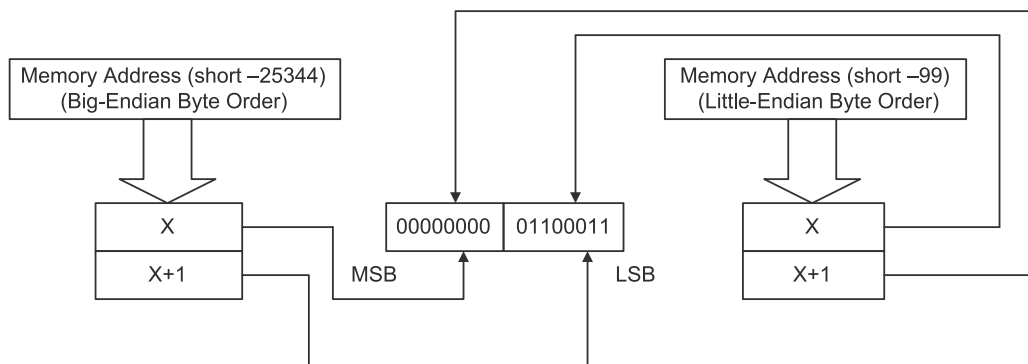 Memory Address (short –25344)
(Big-Endian Byte Order)
Memory Address (short –99)
(Little-Endian Byte Order)
X
X+1
00000000 01100011
MSB
LSB
X
X+1